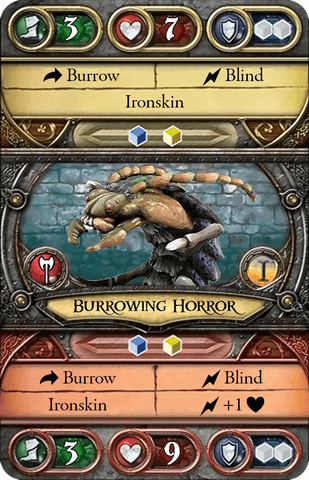 3 7
Burrow Blind
Ironskin
I
BURROWING HORROR
Burrow Blind
Ironskin +1
3 9